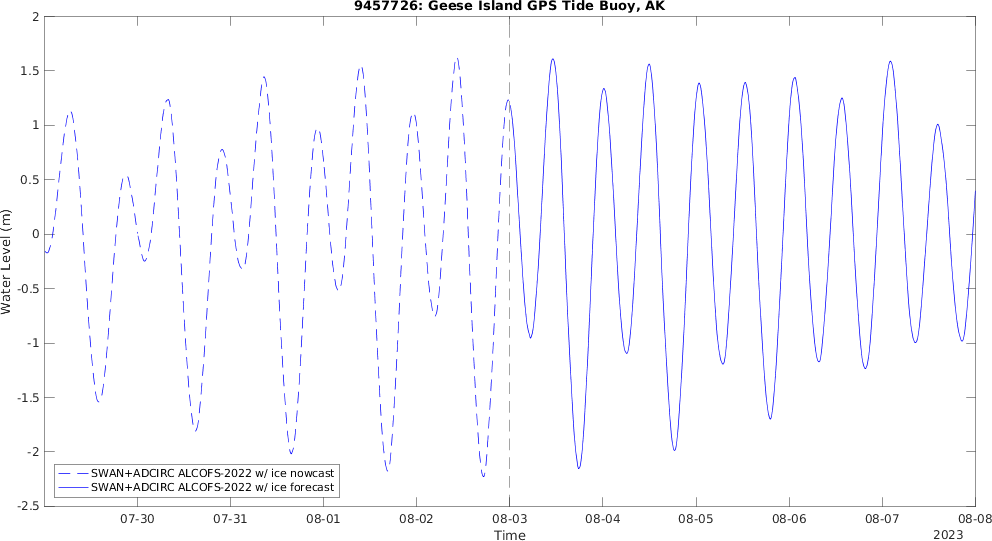 9457726: Geese Island GPS Tide Buoy, AK
2
1.5
1
0.5
0
-0.5
-1
-1.5
-2
-2.5
Water Level (m)
SWAN+ADCIRC ALCOFS-2022 w/ ice nowcast
SWAN+ADCIRC ALCOFS-2022 w/ ice forecast
07-30 07-31 08-01 08-02 08-03 08-04 08-05 08-06 08-07 08-08
Time
2023